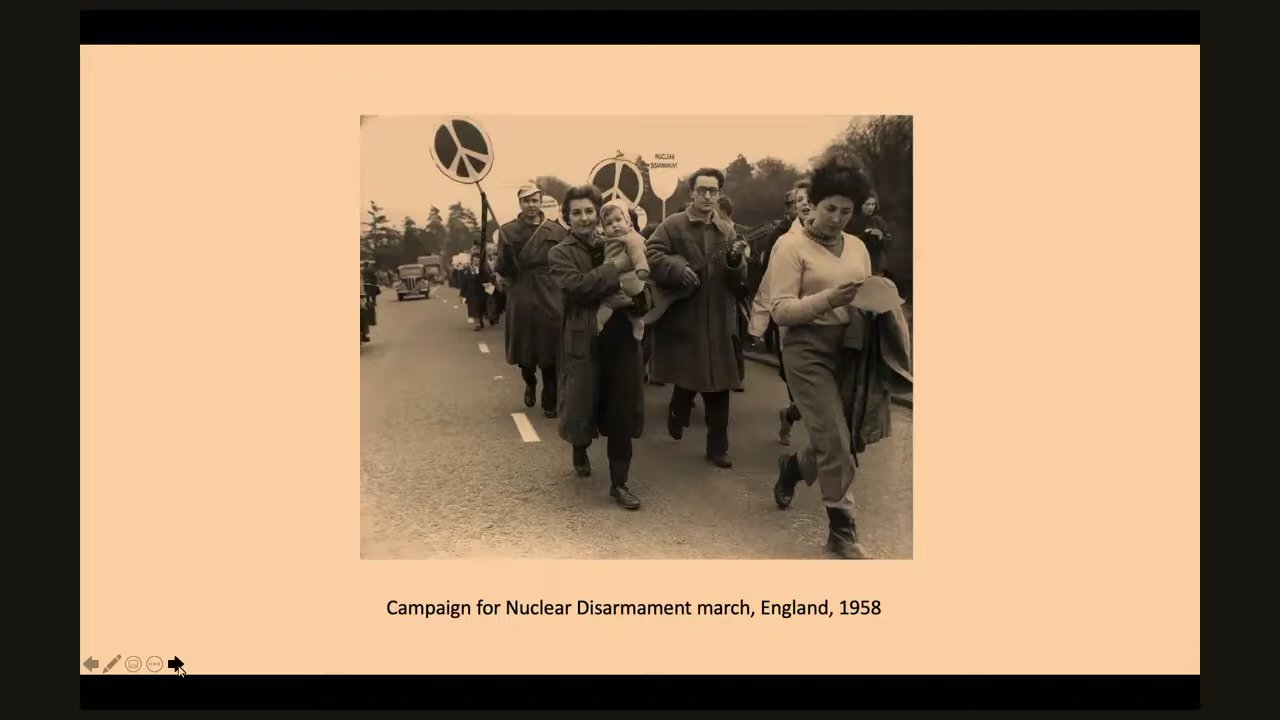 NUCLEAR
DISARMAMENT
Campaign for Nuclear Disarmament march, England, 1958